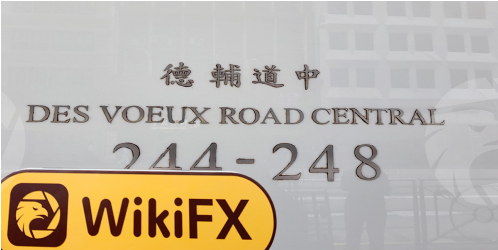 德輔道中
DES VOEUX ROAD CENTRAL
244-248
WikiFX